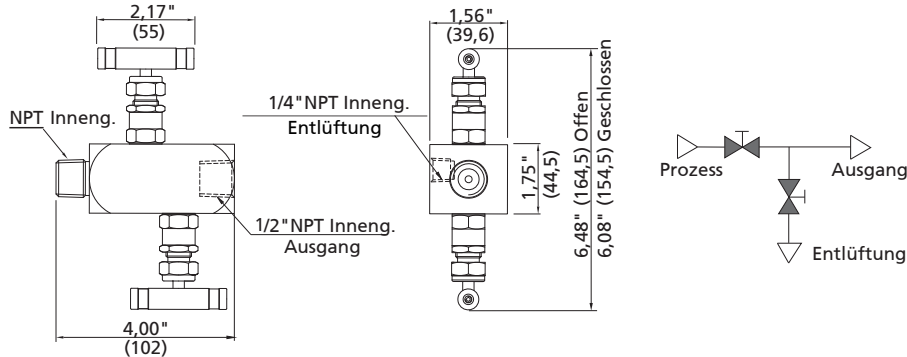 2,17"
(55)
NPT Inneng.
1/2"NPT Inneng.
Ausgang
4,00"
(102)
1,56"
(39,6)
1/4"NPT Inneng.
Entlüftung
1,75"
(44,5)
6,48" (164,5) Offen
6,08" (154,5) Geschlossen
Prozess
Ausgang
Entlüftung